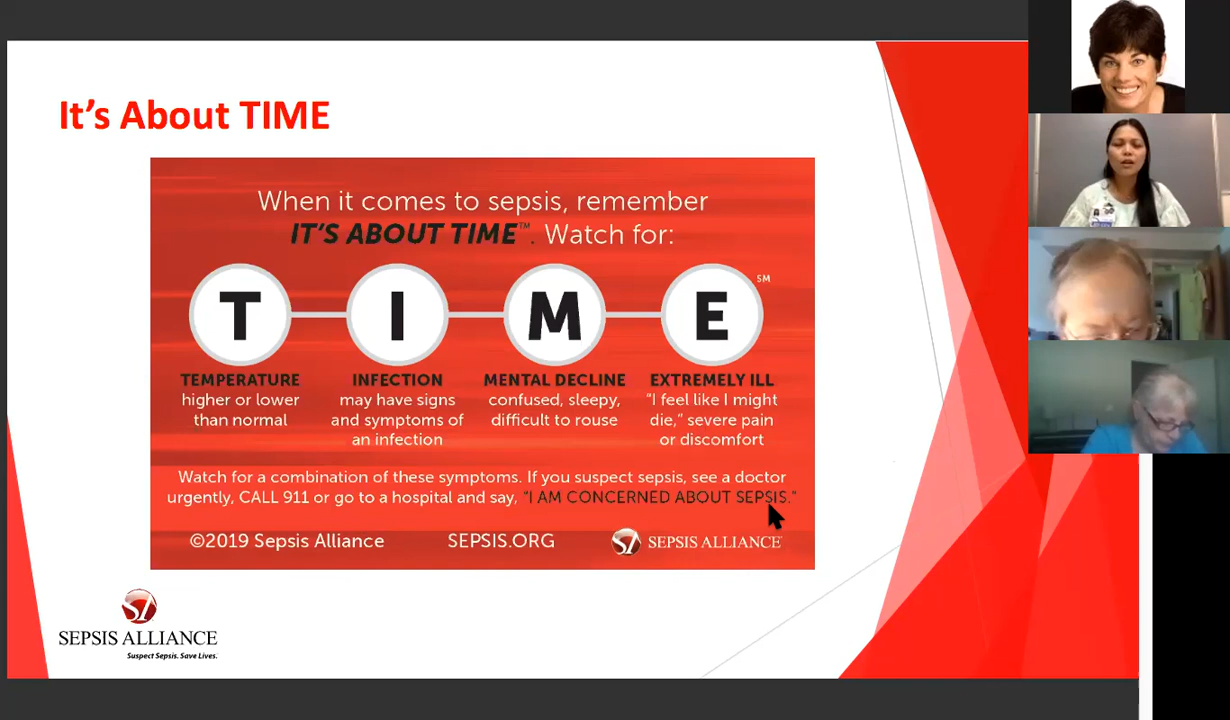 It's About TIME
When it comes to sepsis, remember
IT'S ABOUT TIME™. Watch for:
T I M E SM
TEMPERATURE
higher or lower
than normal
INFECTION
may have signs
and symptoms of
an infection
MENTAL DECLINE
confused, sleepy,
difficult to rouse
EXTREMELY ILL
"I feel like I might
die," severe pain
or discomfort
Watch for a combination of these symptoms. If you suspect sepsis, see a doctor
urgently, CALL 911 or go to a hospital and say, "I AM CONCERNED ABOUT SEPSIS."
©2019 Sepsis Alliance
SEPSIS.ORG
SA SEPSIS ALLIANCE
SA
SEPSIS ALLIANCE
Suspect Sepsis. Save Lives.